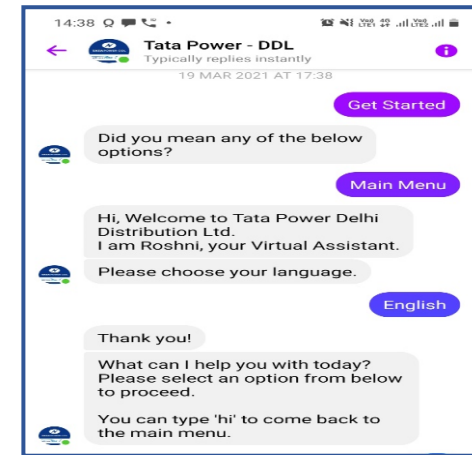 14:38
Tata Power - DDL
Typically replies instantly
19 MAR 2021 AT 17:38
Get Started
Did you mean any of the below
options?
Main Menu
Hi, Welcome to Tata Power Delhi
Distribution Ltd.
I am Roshni, your Virtual Assistant.
Please choose your language.
English
Thank you!
What can I help you with today?
Please select an option from below
to proceed.
You can type 'hi' to come back to
the main menu.